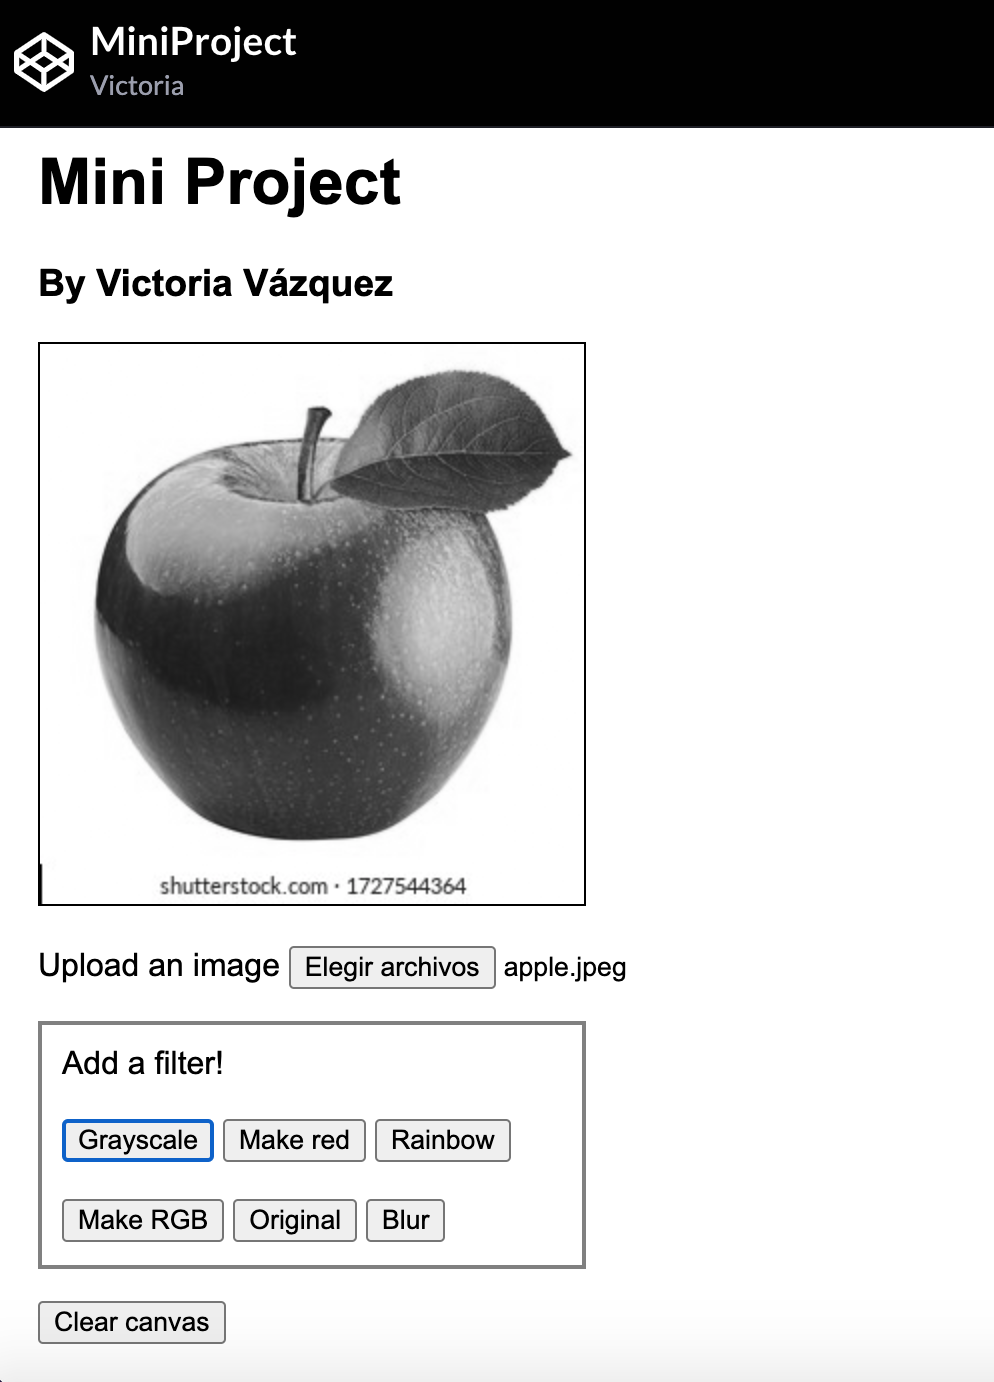 MiniProject
Victoria
Mini Project
By Victoria Vázquez
shutterstock.com · 1727544364
Upload an image Elegir archivos apple.jpeg
Add a filter!
Grayscale Make red Rainbow
Make RGB Original Blur
Clear canvas